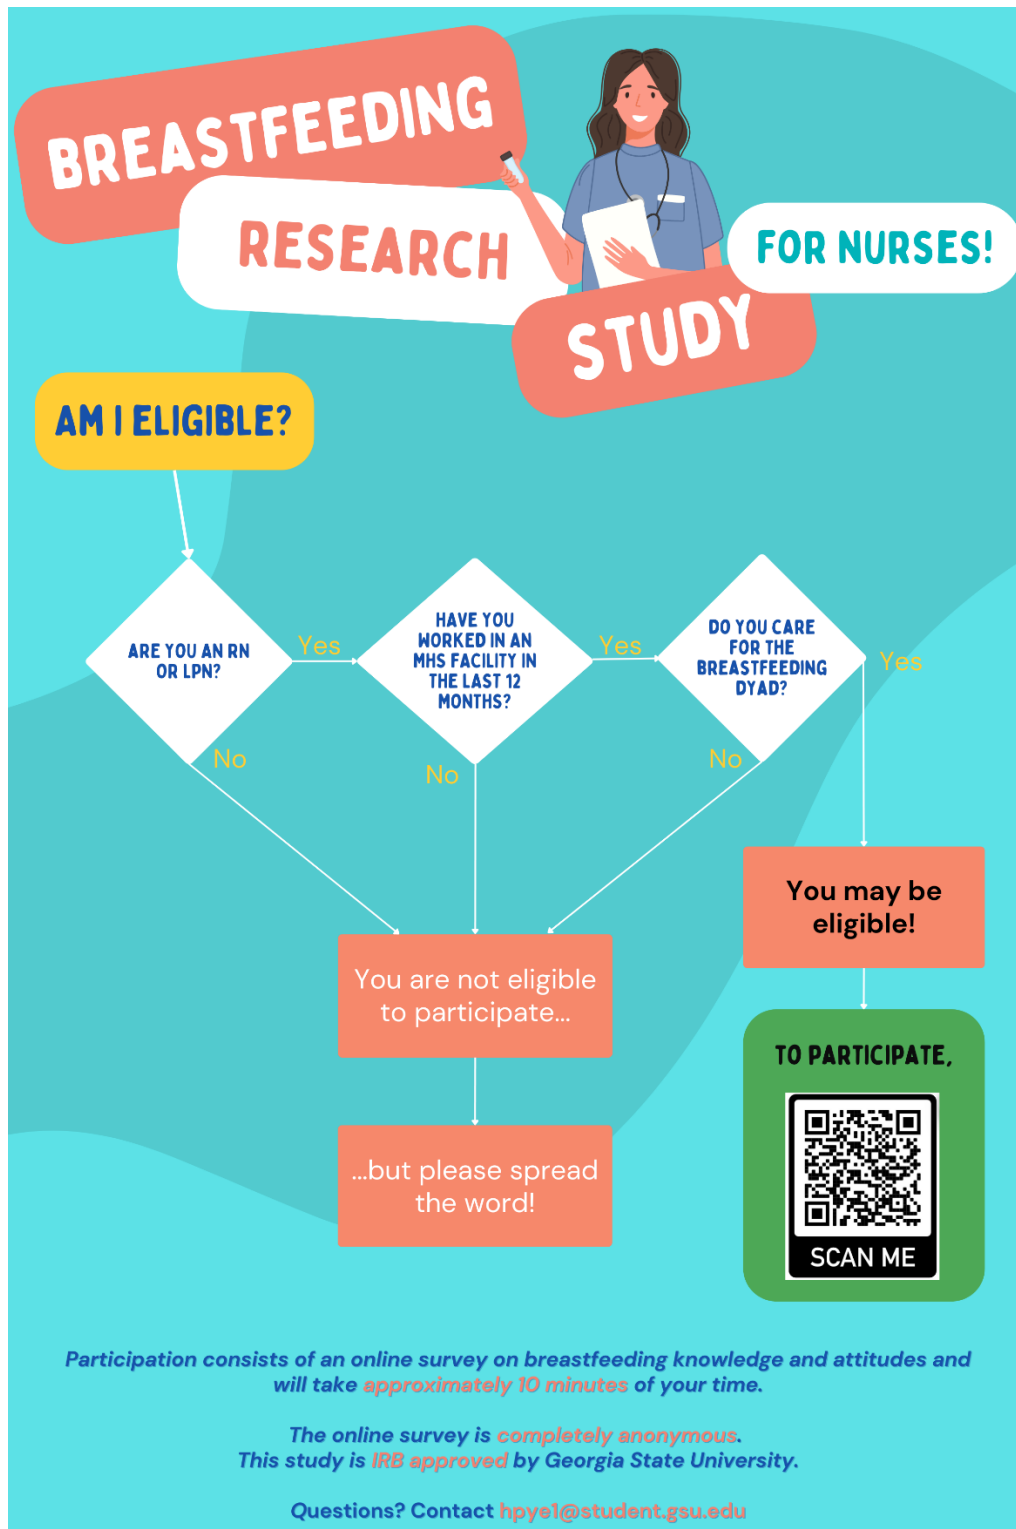 BREASTFEEDING
RESEARCH
STUDY
FOR NURSES!
AM I ELIGIBLE?
ARE YOU AN RN
OR LPN?
Yes
No
HAVE YOU
WORKED IN AN
MHS FACILITY IN
THE LAST 12
MONTHS?
Yes
No
DO YOU CARE
FOR THE
BREASTFEEDING
DYAD?
Yes
No
You may be
eligible!
You are not eligible
to participate...
...but please spread
the word!
TO PARTICIPATE,
SCAN ME
Participation consists of an online survey on breastfeeding knowledge and attitudes and
will take approximately 10 minutes of your time.
The online survey is completely anonymous.
This study is IRB approved by Georgia State University.
Questions? Contact hpye1@student.gsu.edu